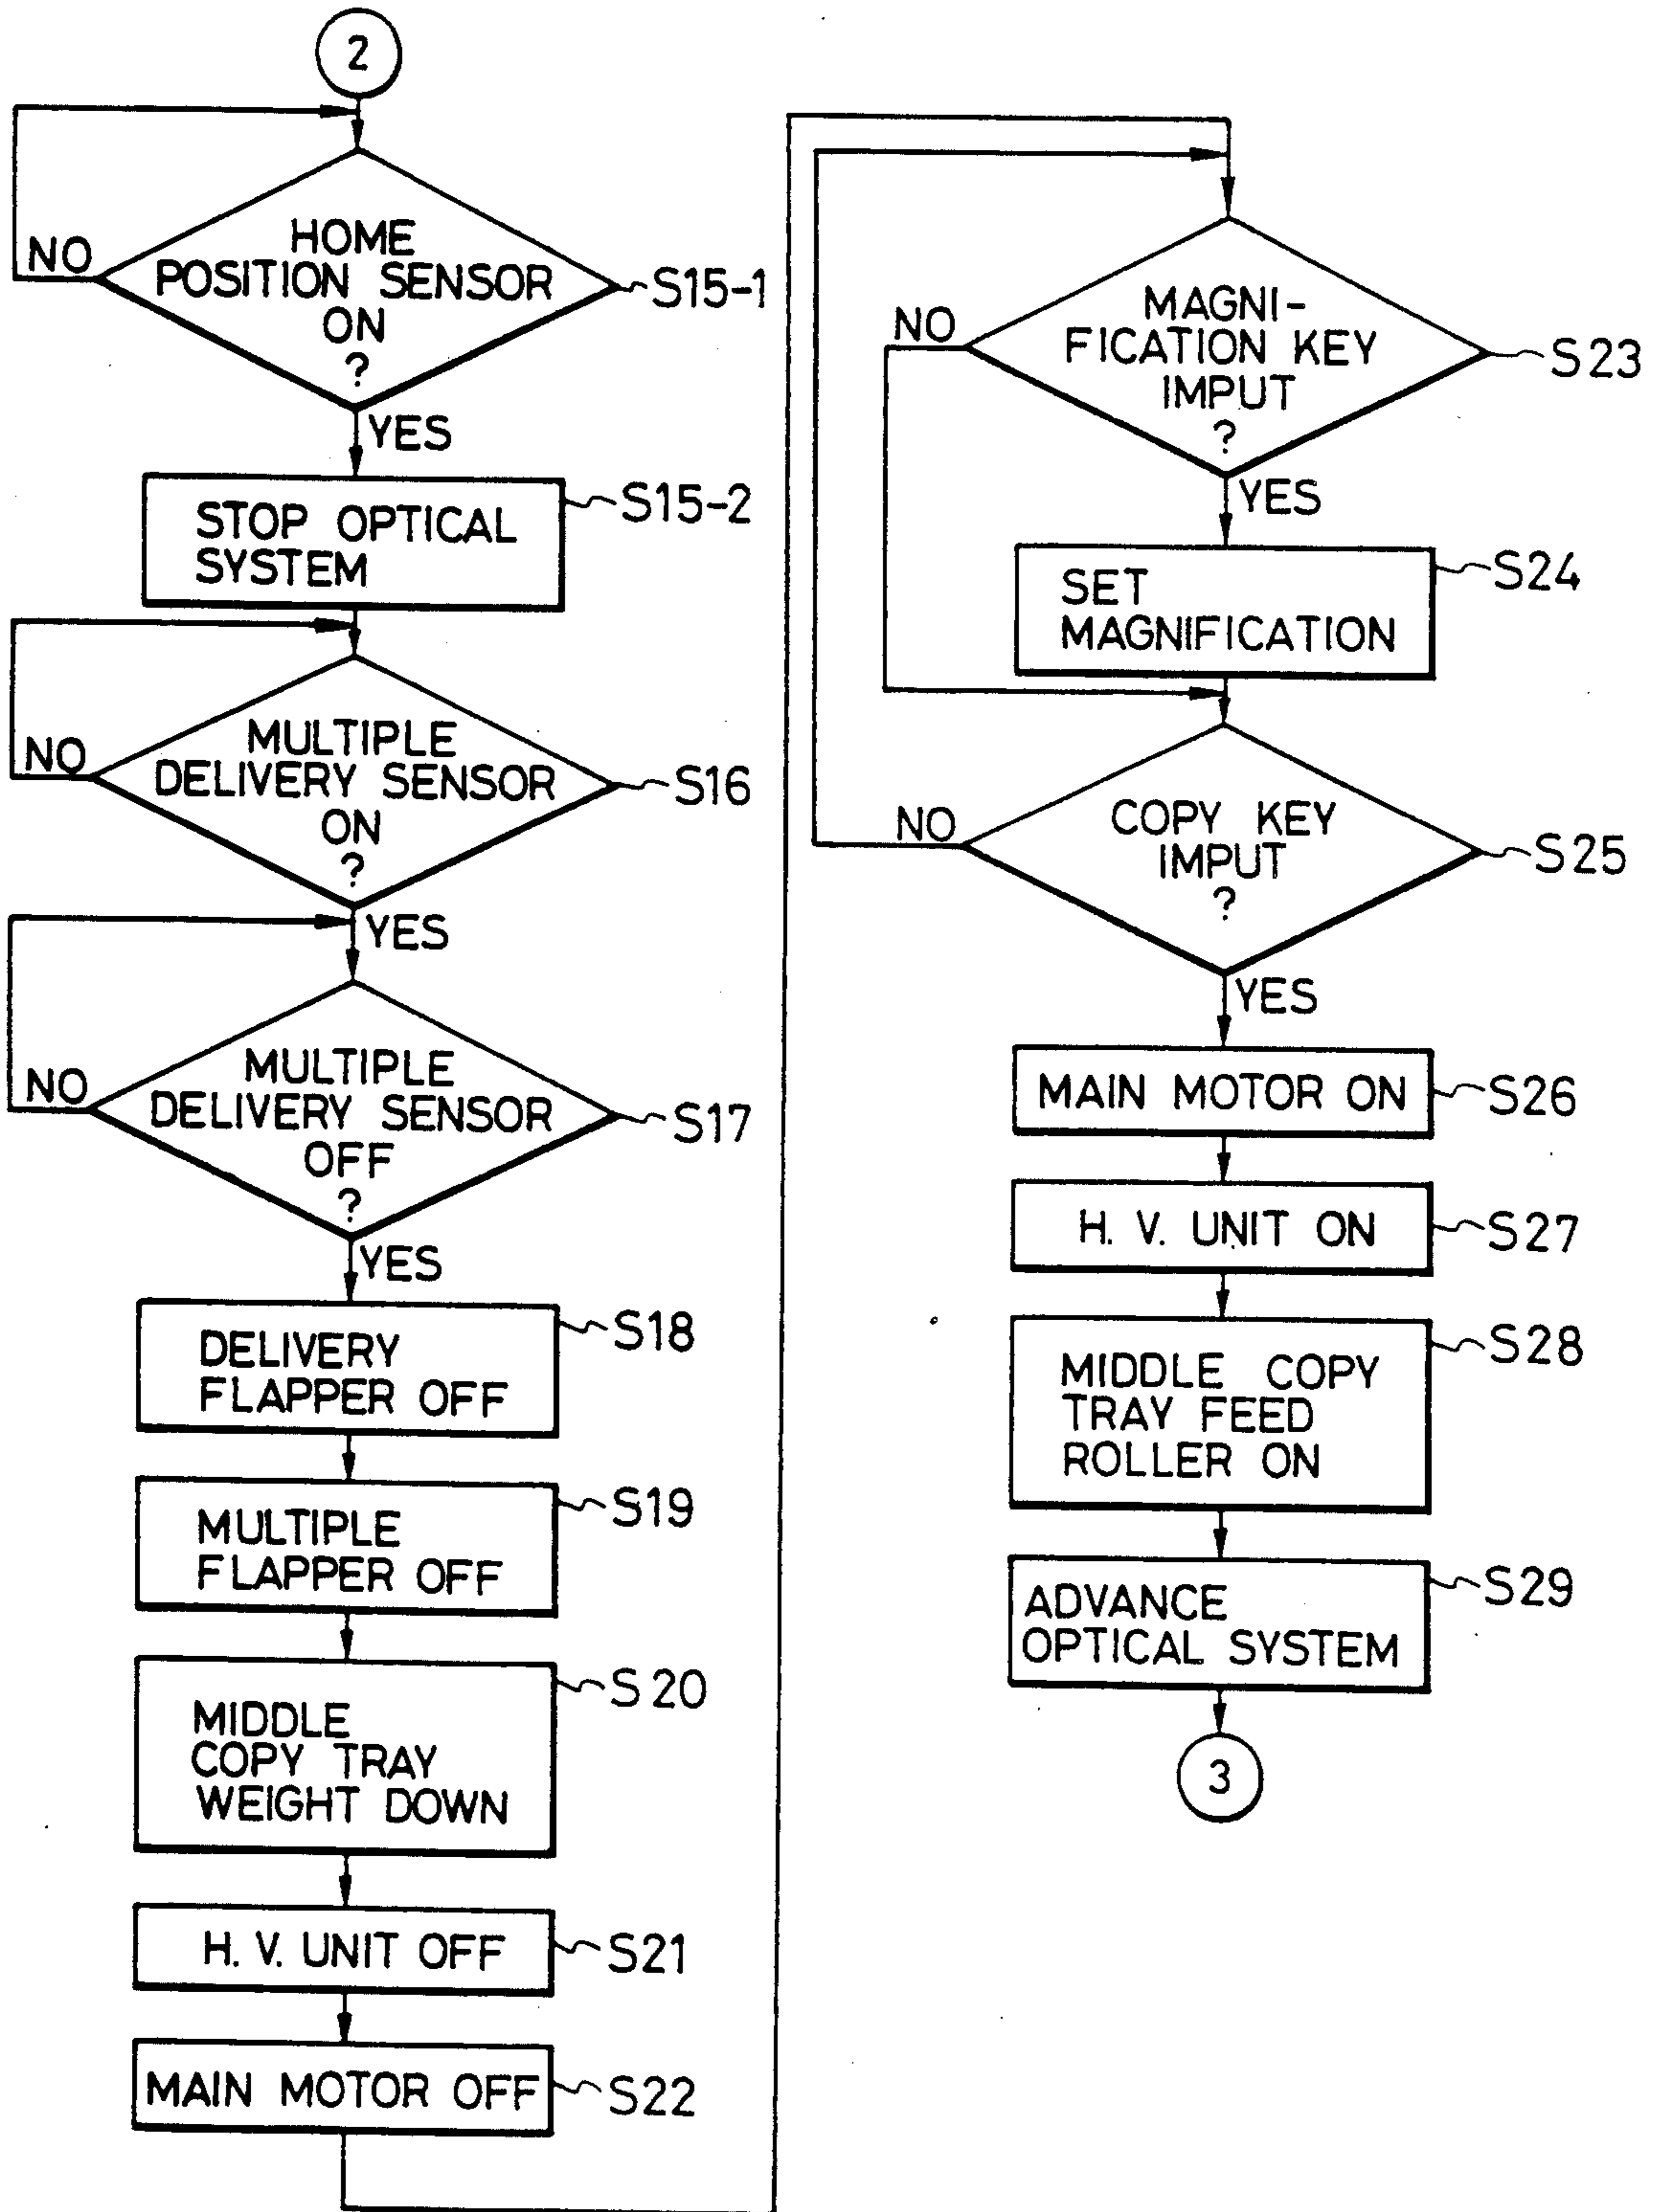 2
HOME
POSITION SENSOR
ON
?
NO
S15-1
YES
STOP OPTICAL
SYSTEM
S15-2
MULTIPLE
DELIVERY SENSOR
ON
?
NO
S16
YES
MULTIPLE
DELIVERY SENSOR
OFF
?
NO
S17
YES
DELIVERY
FLAPPER OFF
S18
MULTIPLE
FLAPPER OFF
S19
MIDDLE
COPY TRAY
WEIGHT DOWN
S20
H. V. UNIT OFF
S21
MAIN MOTOR OFF
S22
MAGNI-
FICATION KEY
IMPUT
?
NO
S23
YES
SET
MAGNIFICATION
S24
COPY KEY
IMPUT
?
NO
S25
YES
MAIN MOTOR ON
S26
H. V. UNIT ON
S27
MIDDLE COPY
TRAY FEED
ROLLER ON
S28
ADVANCE
OPTICAL SYSTEM
S29
3